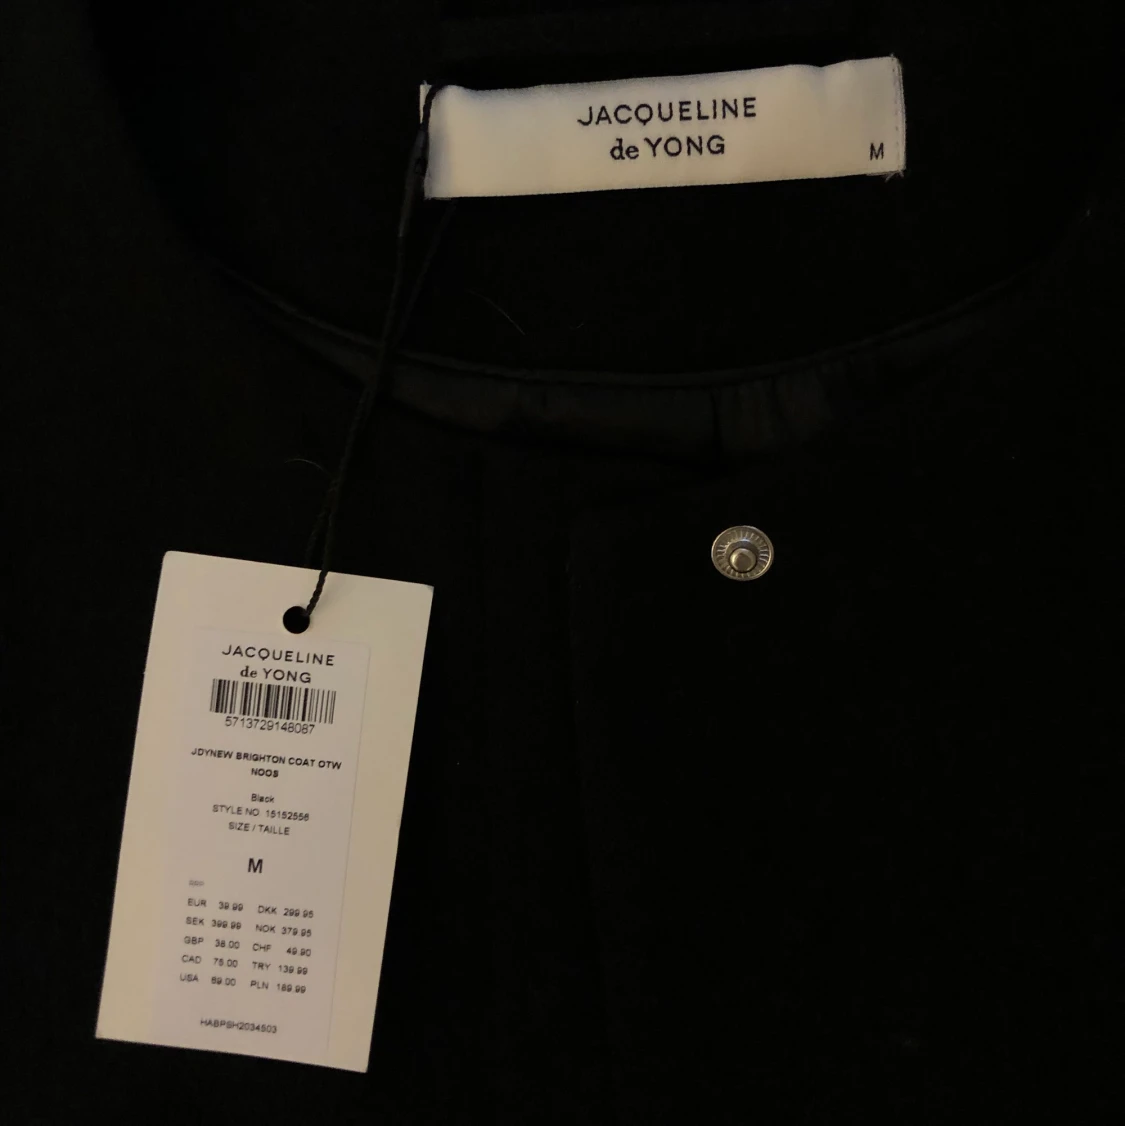 JACQUELINE
de YONG
M
JACQUELINE
de YONG
5713729148087
JDYNEW BRIGHTON COAT OTW
NOOS
Black
STYLE NO. 15152556
SIZE / TAILLE
M
EUR 39.99 DKK 299.95
SEK 399.99 NOK 379.95
GBP 38.00 CHF 49.90
CAD 75.00 TRY 139.99
USA 69.00 PLN 189.99
HABPSH2034503